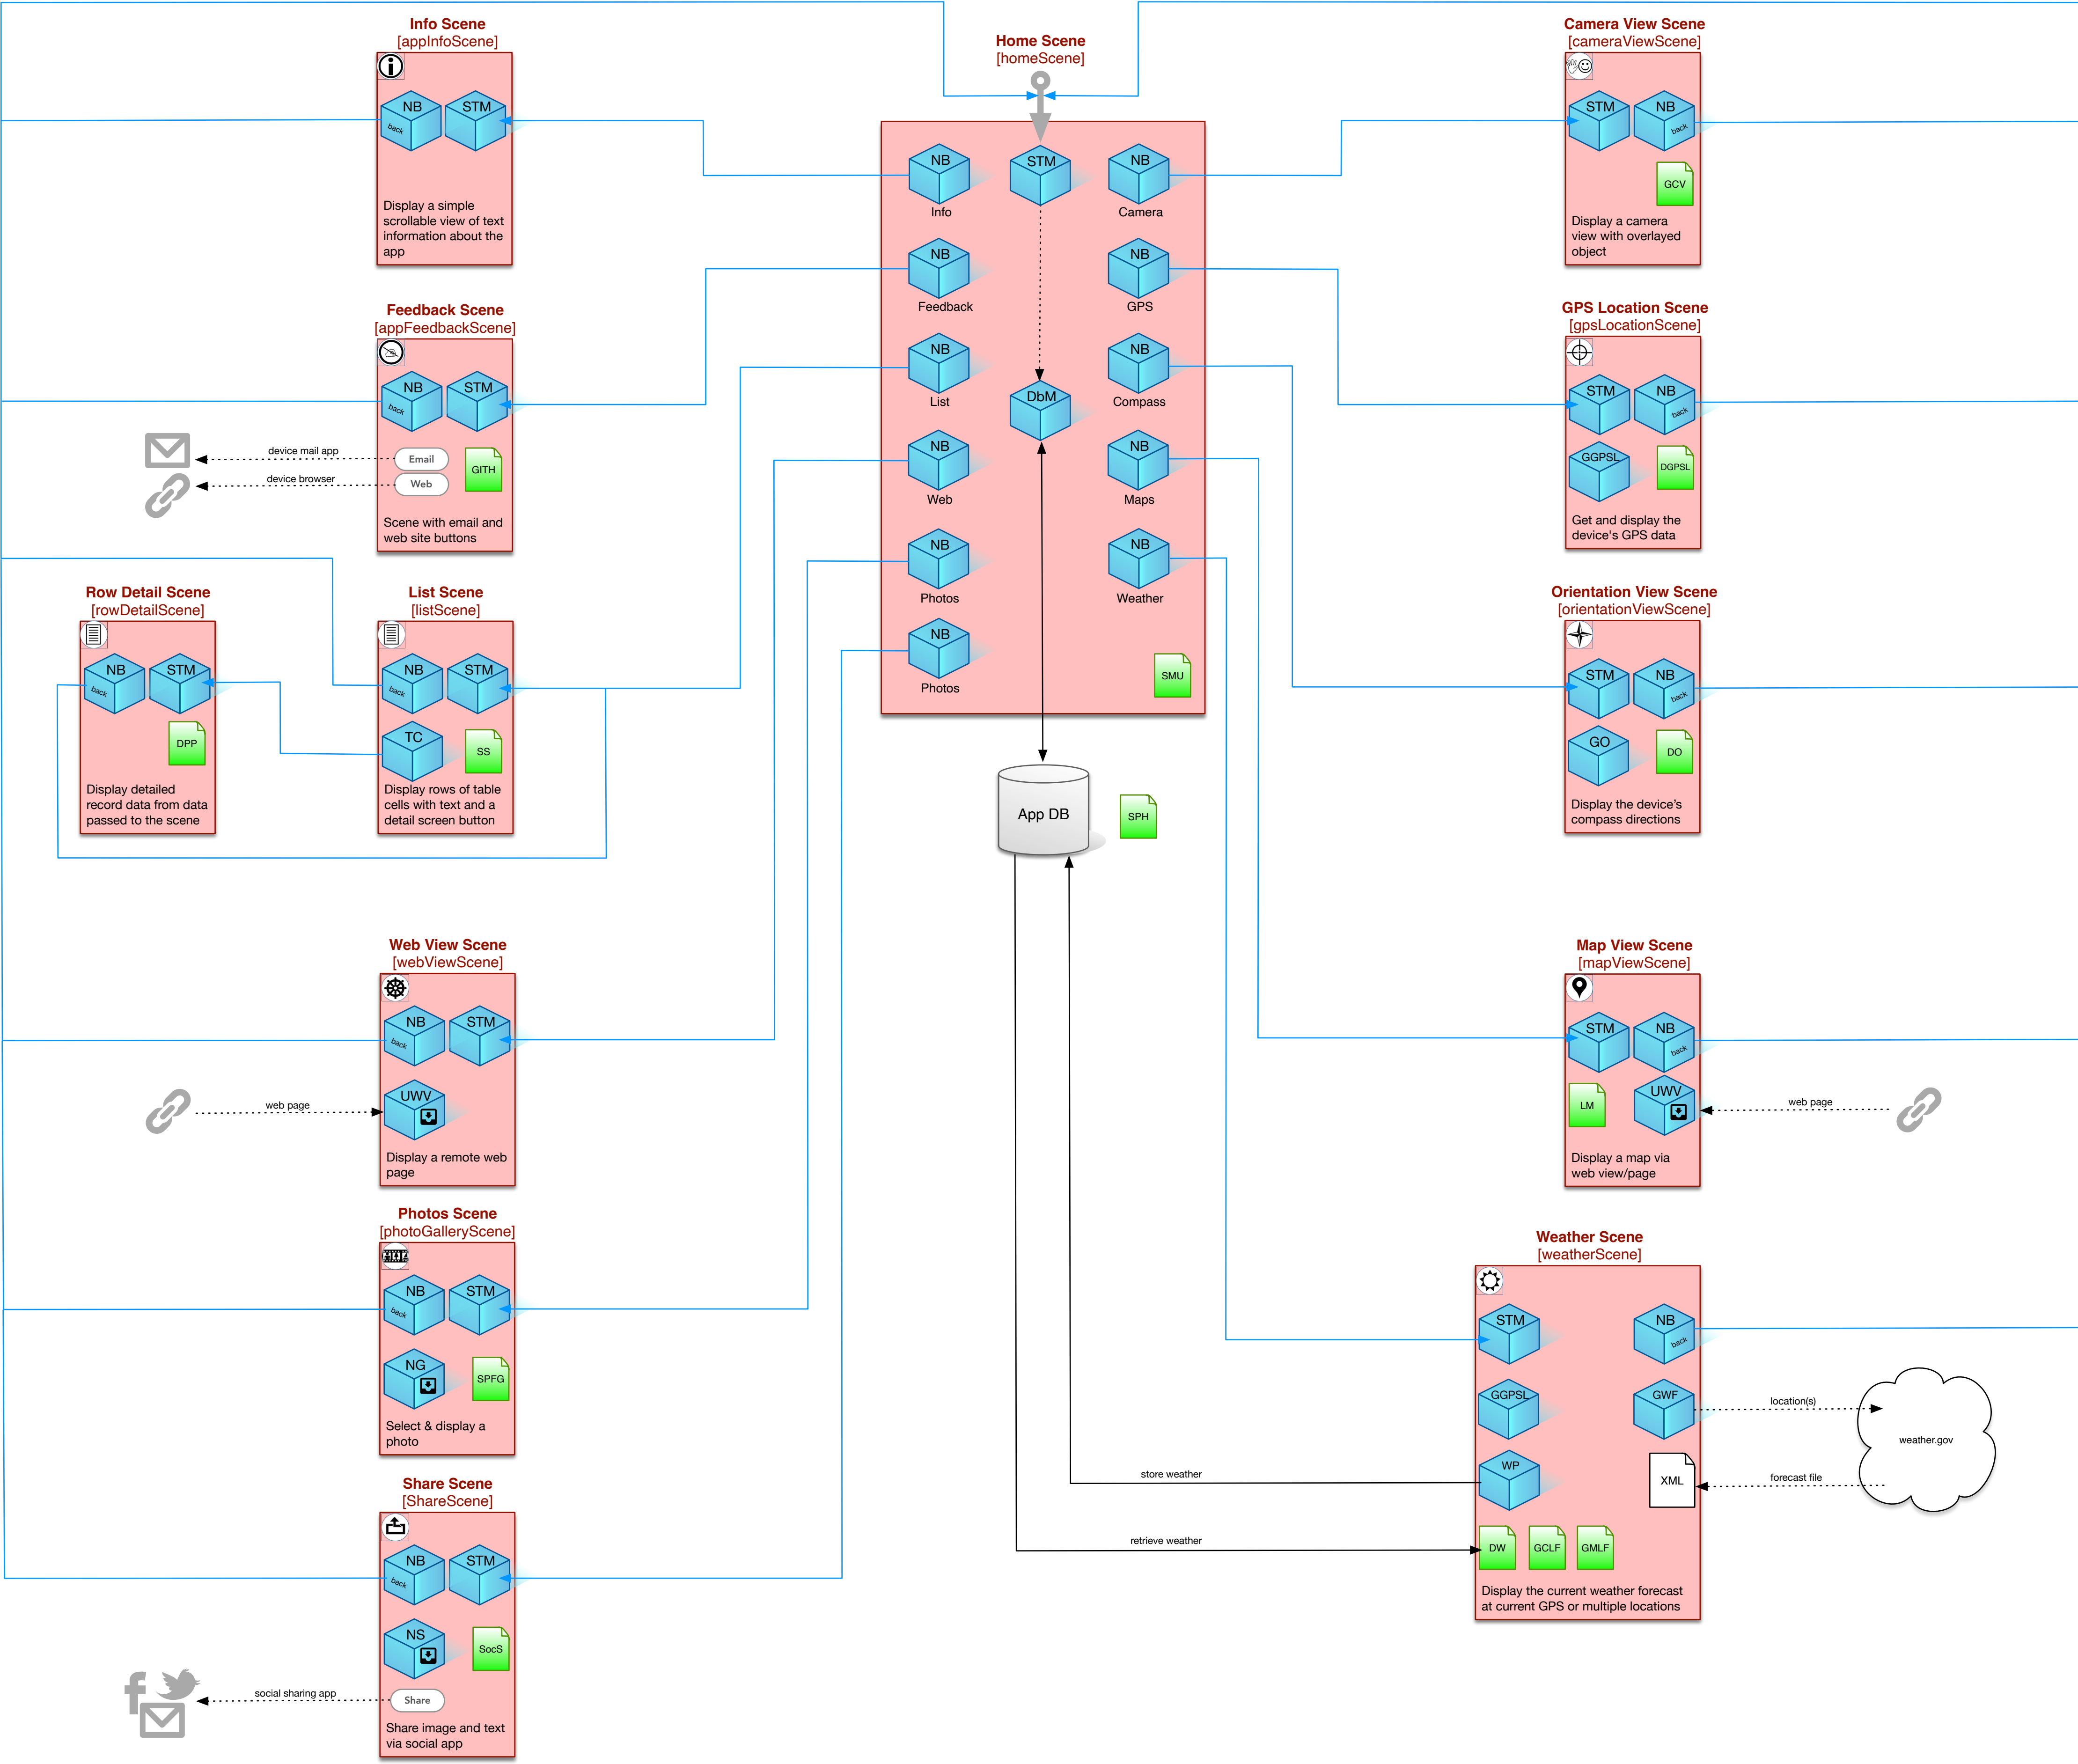 Info Scene
[appInfoScene]
NB
back
STM
Display a simple
scrollable view of text
information about the
app
Feedback Scene
[appFeedbackScene]
NB
back
STM
device mail app
Email
device browser
Web
GITH
Scene with email and
web site buttons
Row Detail Scene
[rowDetailScene]
NB
back
STM
DPP
Display detailed
record data from data
passed to the scene
List Scene
[listScene]
NB
back
STM
TC
SS
Display rows of table
cells with text and a
detail screen button
Web View Scene
[webViewScene]
NB
back
STM
web page
UWV
Display a remote web
page
Photos Scene
[photoGalleryScene]
NB
back
STM
NG
SPFG
Select & display a
photo
Share Scene
[ShareScene]
NB
back
STM
NS
SocS
social sharing app
Share
Share image and text
via social app
Home Scene
[homeScene]
NB
Info
STM
NB
Camera
NB
Feedback
NB
GPS
NB
List
DbM
NB
Compass
NB
Web
NB
Maps
NB
Photos
NB
Weather
NB
Photos
SMU
App DB
SPH
store weather
retrieve weather
Camera View Scene
[cameraViewScene]
STM
NB
back
GCV
Display a camera
view with overlayed
object
GPS Location Scene
[gpsLocationScene]
STM
NB
back
GGPSL
DGPSL
Get and display the
device's GPS data
Orientation View Scene
[orientationViewScene]
STM
NB
back
GO
DO
Display the device's
compass directions
Map View Scene
[mapViewScene]
STM
NB
back
LM
UWV
web page
Display a map via
web view/page
Weather Scene
[weatherScene]
STM
NB
back
GGPSL
GWF
location(s)
weather.gov
WP
XML
forecast file
DW
GCLF
GMLF
Display the current weather forecast
at current GPS or multiple locations